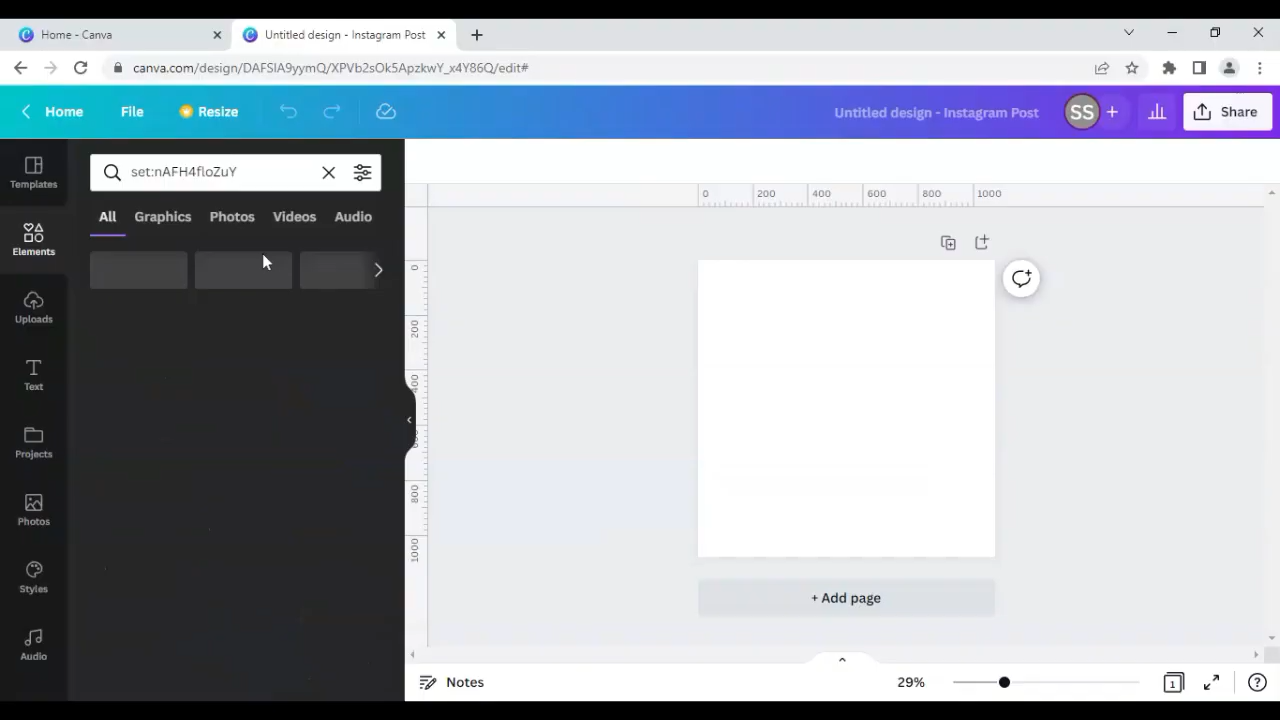 Home - Canva
Untitled design - Instagram Post
canva.com/design/DAFSIA9yymQ/XPVb2sOk5ApzkwY_x4Y86Q/edit#
Home
File
Resize
Untitled design - Instagram Post
SS
Share
Templates
Elements
Uploads
Text
Projects
Photos
Styles
Audio
set:nAFH4floZuY
All
Graphics
Photos
Videos
Audio
0
200
400
600
800
1000
0
200
400
800
1000
+ Add page
Notes
29%
1